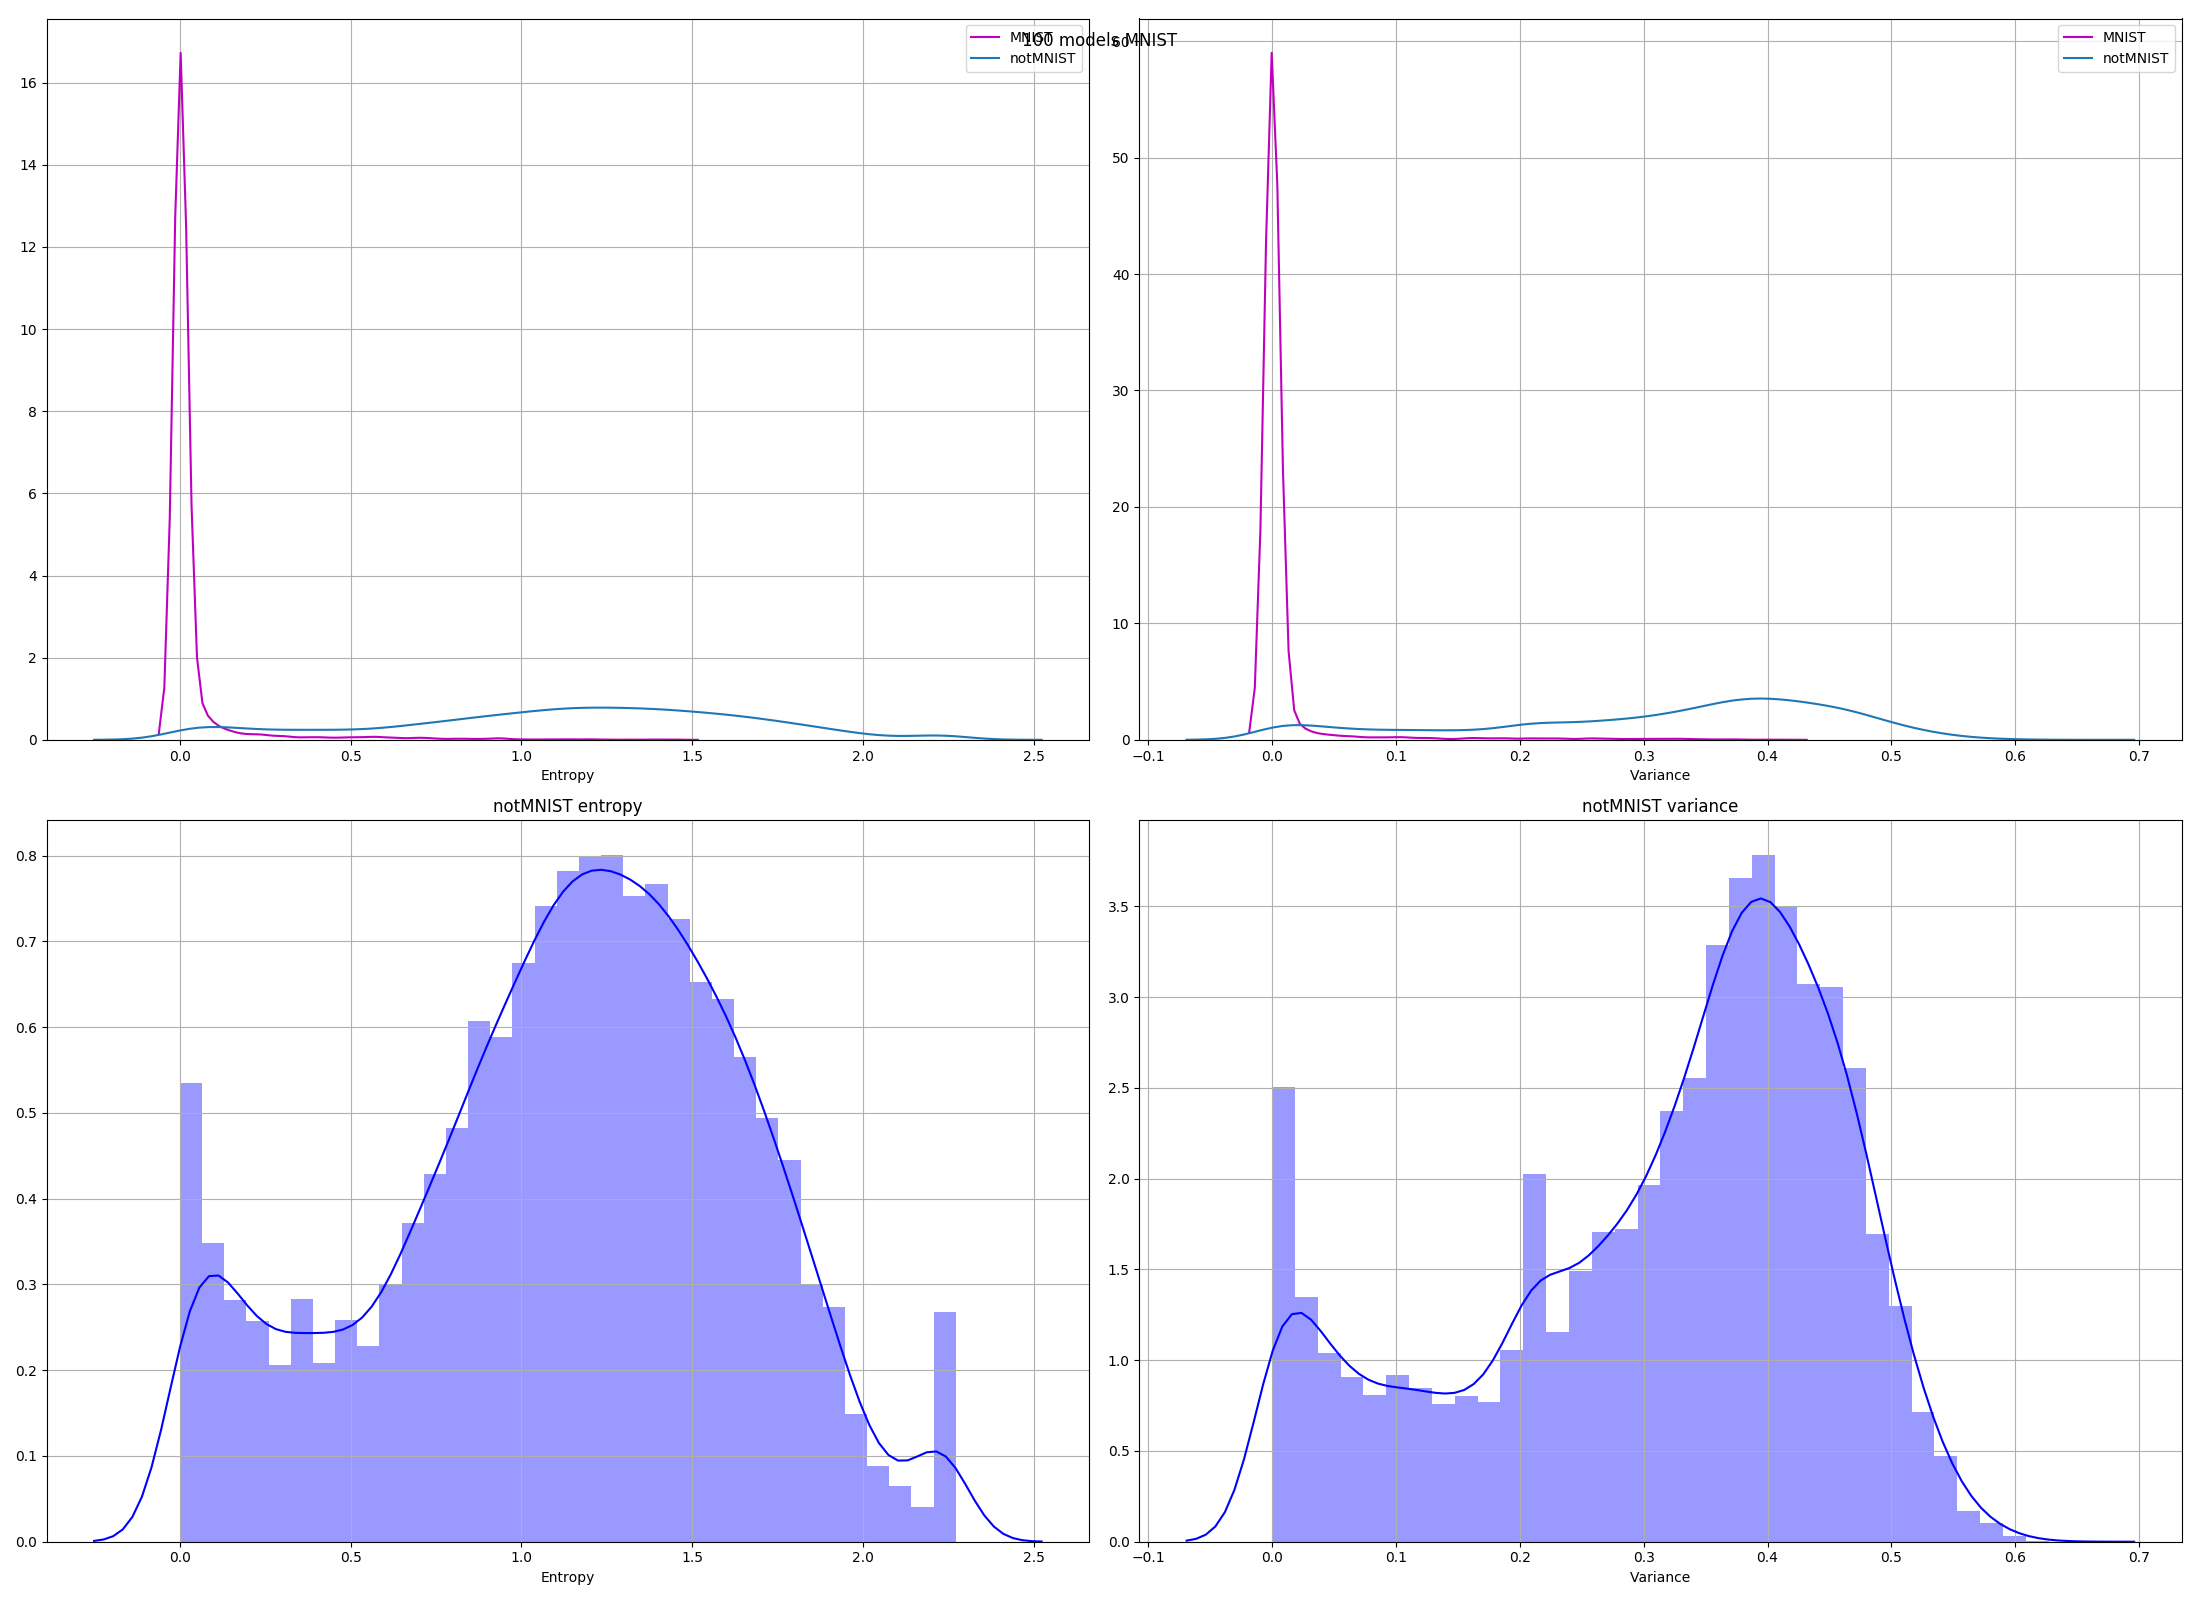 100 models MNIST
MNIST
notMNIST
16
14
12
10
8
6
4
2
0
0.0 0.5 1.0 1.5 2.0 2.5
Entropy
MNIST
notMNIST
60
50
40
30
20
10
0
−0.1 0.0 0.1 0.2 0.3 0.4 0.5 0.6 0.7
Variance
notMNIST entropy
0.8
0.7
0.6
0.5
0.4
0.3
0.2
0.1
0.0
0.0 0.5 1.0 1.5 2.0 2.5
Entropy
notMNIST variance
3.5
3.0
2.5
2.0
1.5
1.0
0.5
0.0
−0.1 0.0 0.1 0.2 0.3 0.4 0.5 0.6 0.7
Variance